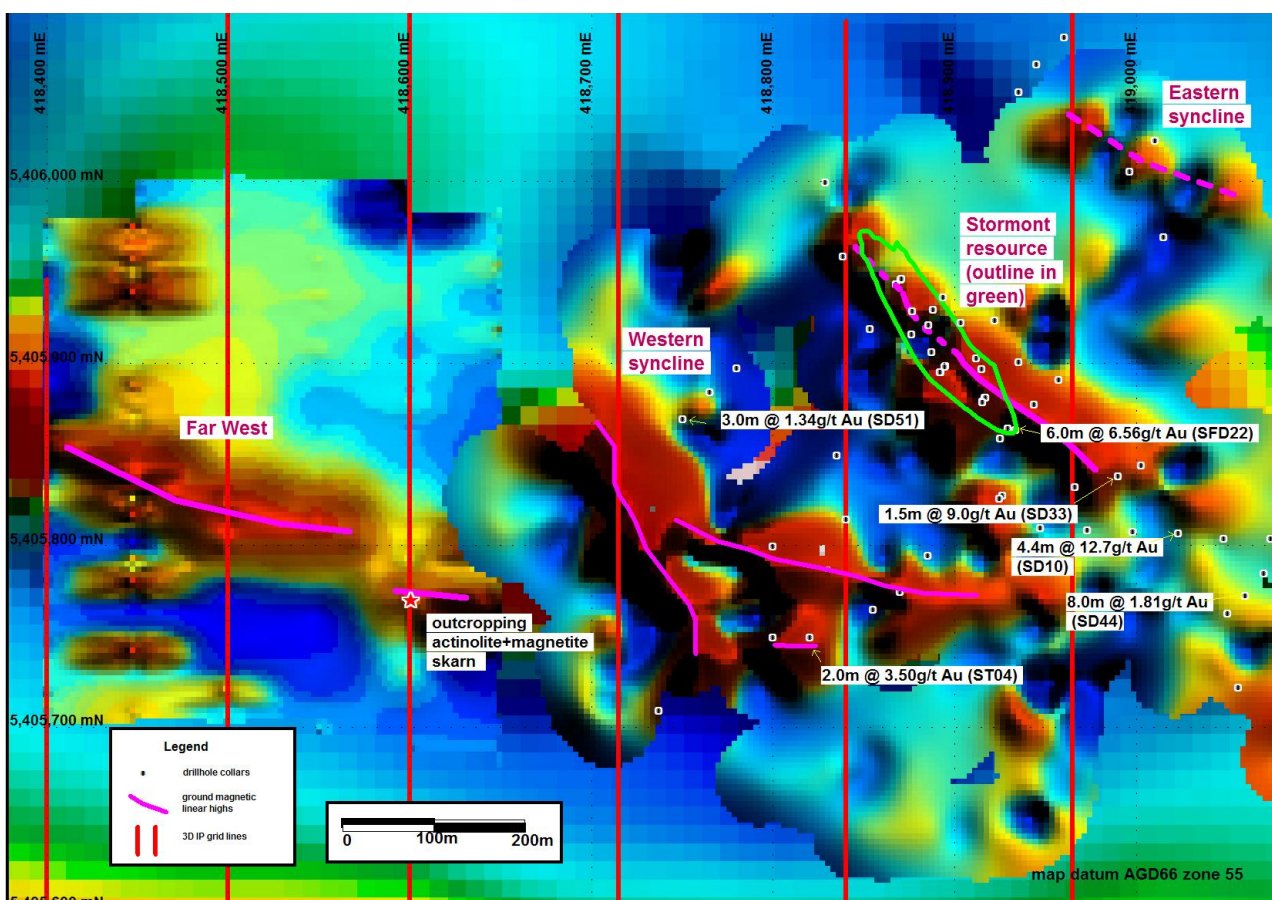 418,400 mE
418,500 mE
418,600 mE
418,700 mE
418,800 mE
418,900 mE
419,000 mE
Eastern
syncline
5,406,000 mN
Stormont
resource
(outline in
green)
Western
syncline
5,405,900 mN
Far West
3.0m @ 1.34g/t Au (SD51)
6.0m @ 6.56g/t Au (SFD22)
1.5m @ 9.0g/t Au (SD33)
5,405,800 mN
4.4m @ 12.7g/t Au
(SD10)
8.0m @ 1.81g/t Au
(SD44)
outcropping
actinolite+magnetite
skarn
2.0m @ 3.50g/t Au (ST04)
5,405,700 mN
Legend
drillhole collars
ground magnetic
linear highs
3D IP grid lines
0
100m
200m
map datum AGD66 zone 55